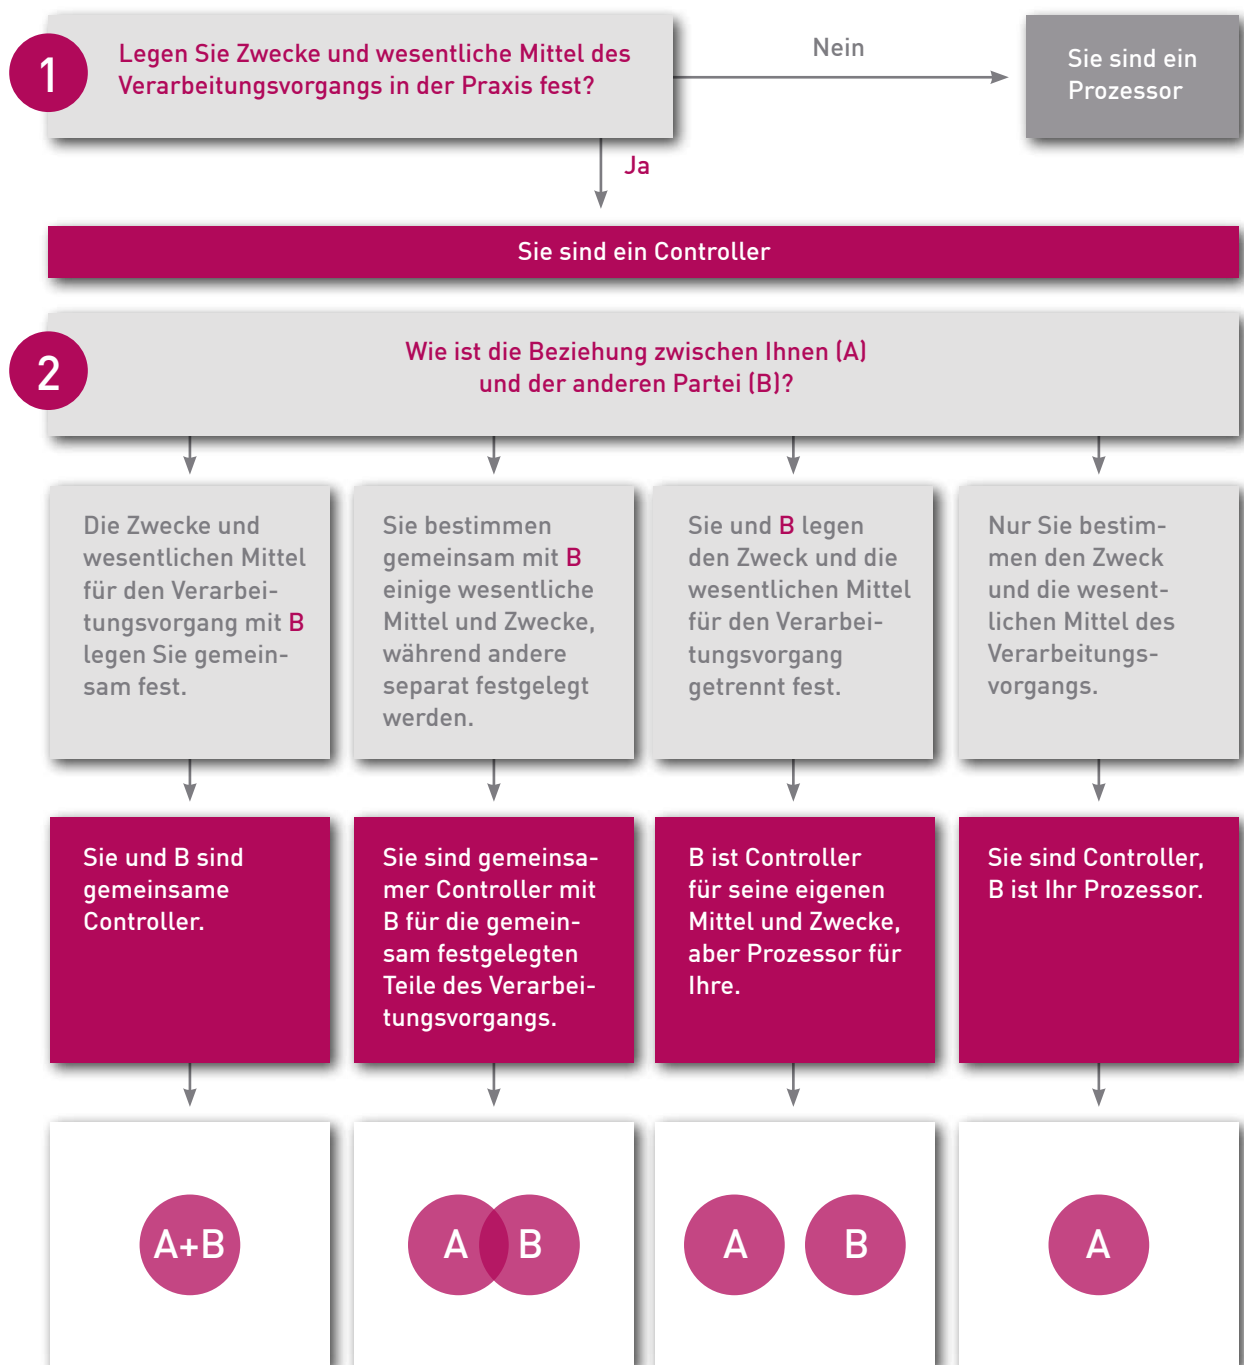 1
Legen Sie Zwecke und wesentliche Mittel des
Verarbeitungsvorgangs in der Praxis fest?
Nein
Sie sind ein
Prozessor
Ja
Sie sind ein Controller
2
Wie ist die Beziehung zwischen Ihnen (A)
und der anderen Partei (B)?
Die Zwecke und
wesentlichen Mittel
für den Verarbei-
tungsvorgang mit B
legen Sie gemein-
sam fest.
Sie bestimmen
gemeinsam mit B
einige wesentliche
Mittel und Zwecke,
während andere
separat festgelegt
werden.
Sie und B legen
den Zweck und die
wesentlichen Mittel
für den Verarbei-
tungsvorgang
getrennt fest.
Nur Sie bestim-
men den Zweck
und die wesent-
lichen Mittel des
Verarbeitungs-
vorgangs.
Sie und B sind
gemeinsame
Controller.
Sie sind gemeinsa-
mer Controller mit
B für die gemein-
sam festgelegten
Teile des Verarbei-
tungsvorgangs.
B ist Controller
für seine eigenen
Mittel und Zwecke,
aber Prozessor für
Ihre.
Sie sind Controller,
B ist Ihr Prozessor.
A+B
A B
A B
A